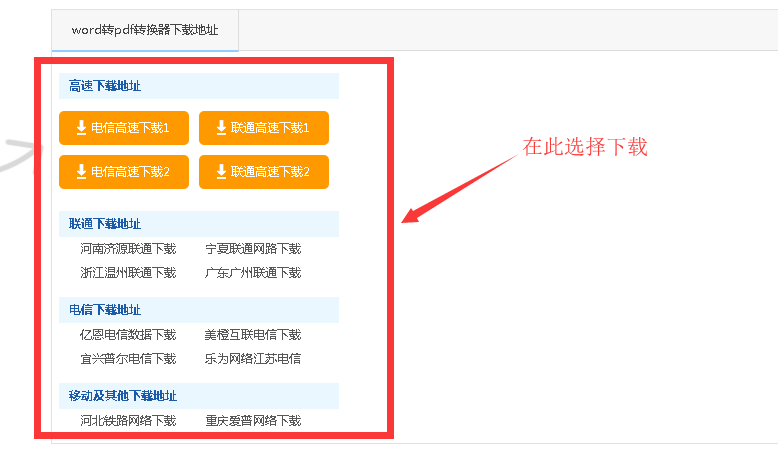 word转pdf转换器下载地址
高速下载地址
电信高速下载1 联通高速下载1
在此选择下载
电信高速下载2 联通高速下载2
联通下载地址
河南济源联通下载 宁夏联通网路下载
浙江温州联通下载 广东广州联通下载
电信下载地址
亿恩电信数据下载 美橙互联电信下载
宜兴普尔电信下载 乐为网络江苏电信
移动及其他下载地址
河北铁路网络下载 重庆爱普网络下载